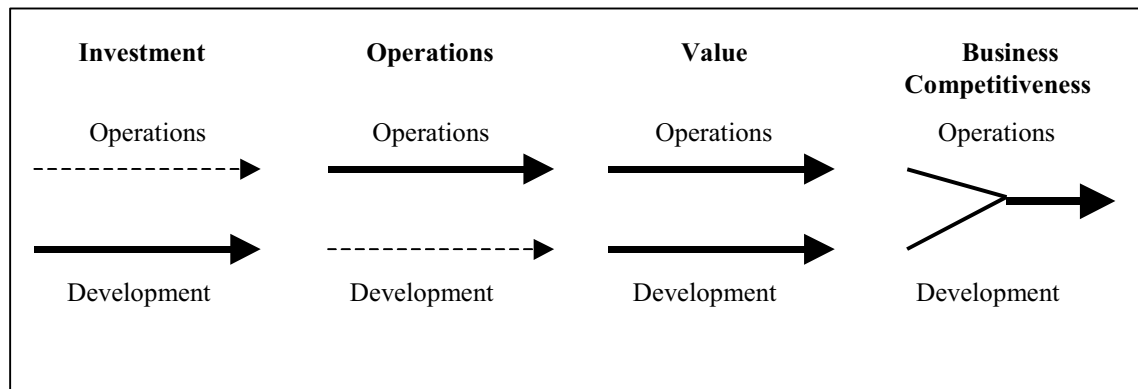 Investment
Operations
Value
Business
Competitiveness
Operations
Operations
Operations
Operations
Development
Development
Development
Development